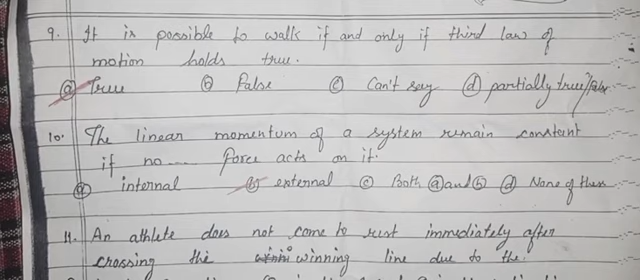 9. It is possible to walk if and only if third law of
motion holds true.
(a) True (b) False (c) Can't say (d) partially true/false
10. The linear momentum of a system remain constant
if no .... force acts on it.
(a) internal (b) external (c) Both (a) and (b) (d) None of these
11. An athlete does not come to rest immediately after
crossing the winning line due to the.